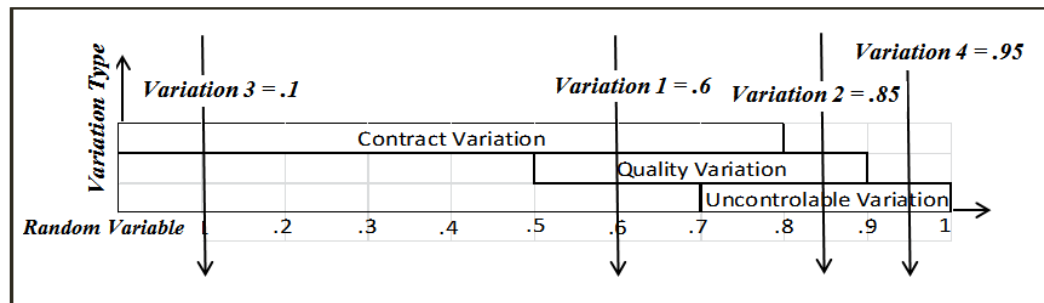 Variation Type
Variation 4 = .95
Variation 3 = .1
Variation 1 = .6
Variation 2 = .85
Contract Variation
Quality Variation
Uncontrolable Variation
Random Variable .1 .2 .3 .4 .5 .6 .7 .8 .9 1